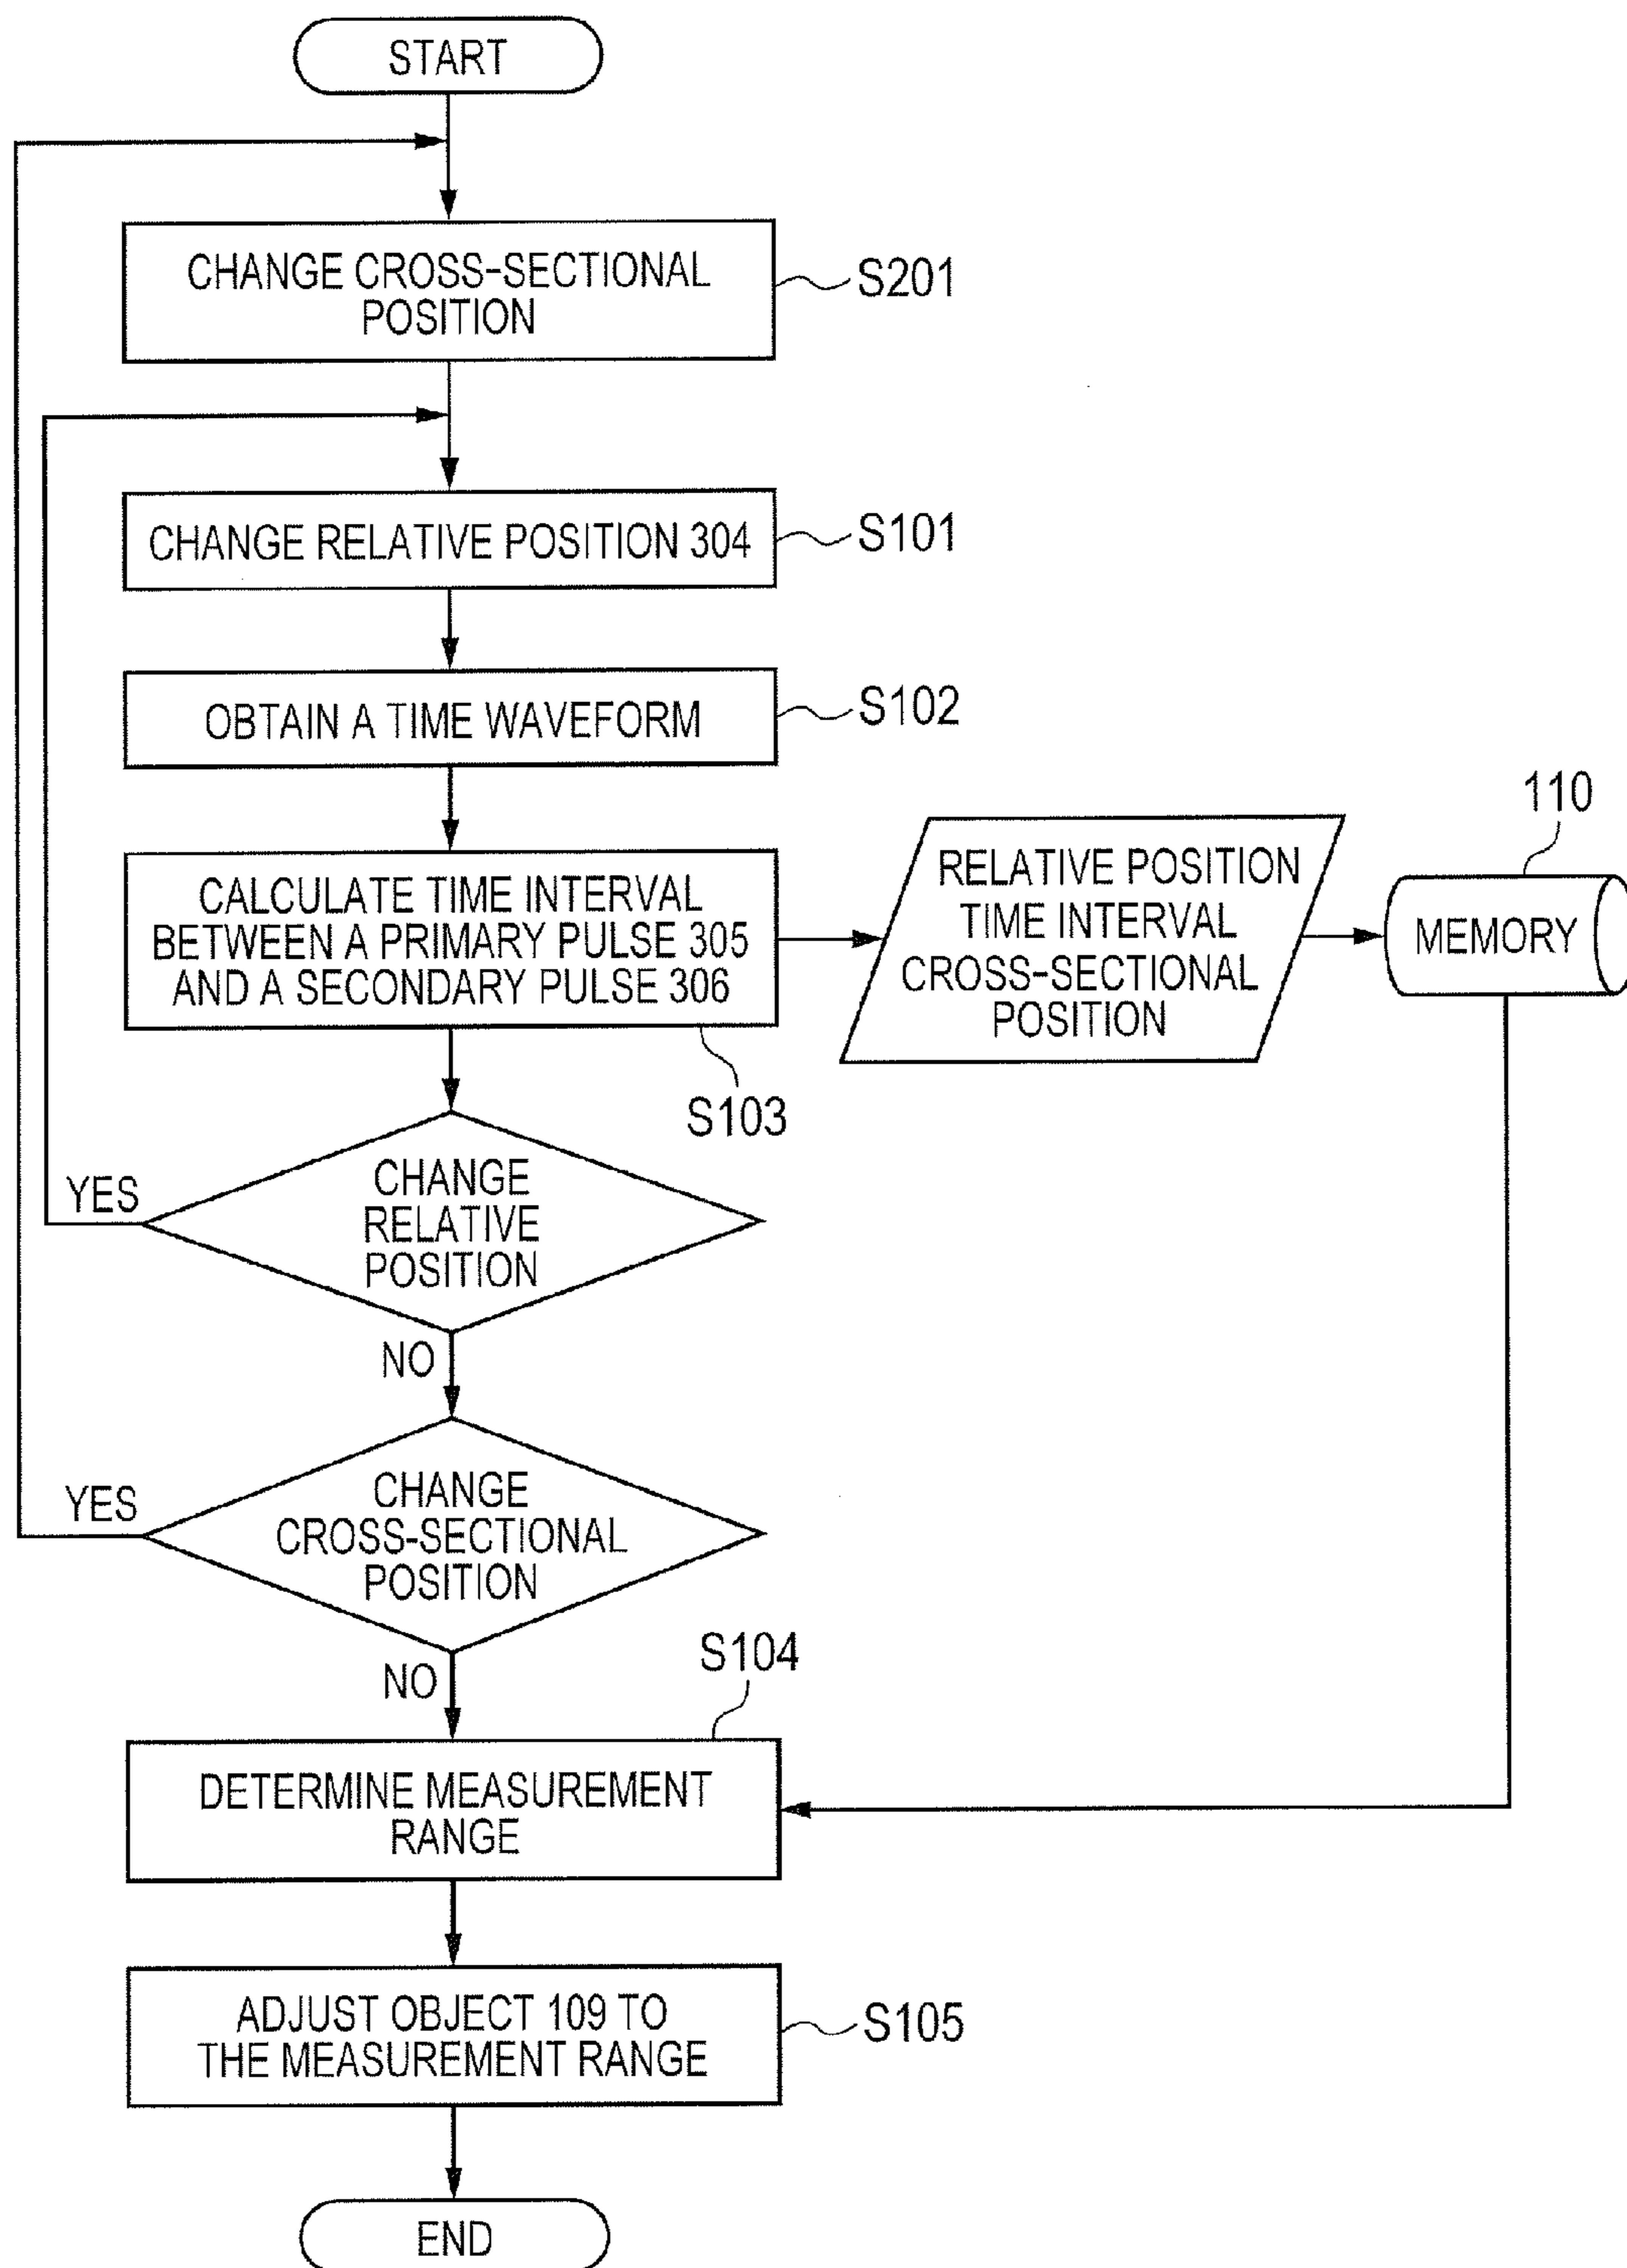 START
CHANGE CROSS-SECTIONAL
POSITION
S201
CHANGE RELATIVE POSITION 304
S101
OBTAIN A TIME WAVEFORM
S102
CALCULATE TIME INTERVAL
BETWEEN A PRIMARY PULSE 305
AND A SECONDARY PULSE 306
S103
RELATIVE POSITION
TIME INTERVAL
CROSS-SECTIONAL
POSITION
110
MEMORY
CHANGE
RELATIVE
POSITION
YES
NO
CHANGE
CROSS-SECTIONAL
POSITION
YES
NO
S104
DETERMINE MEASUREMENT
RANGE
ADJUST OBJECT 109 TO
THE MEASUREMENT RANGE
S105
END